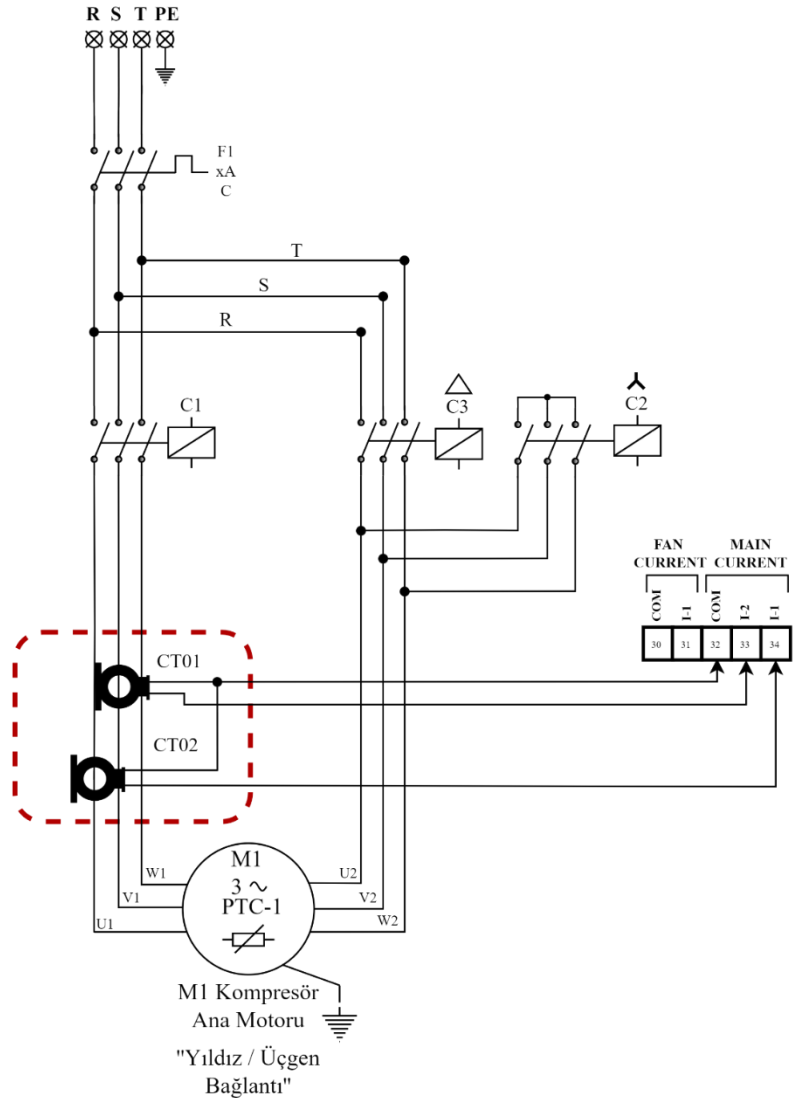 R S T PE
F1
xA
C
T
S
R
C1
C3
C2
FAN CURRENT
MAIN CURRENT
COM
I-1
COM
I-2
I-1
30
31
32
33
34
CT01
CT02
M1
3 ~
PTC-1
W1
V1
U1
U2
V2
W2
M1 Kompresör
Ana Motoru
"Yıldız / Üçgen
Bağlantı"